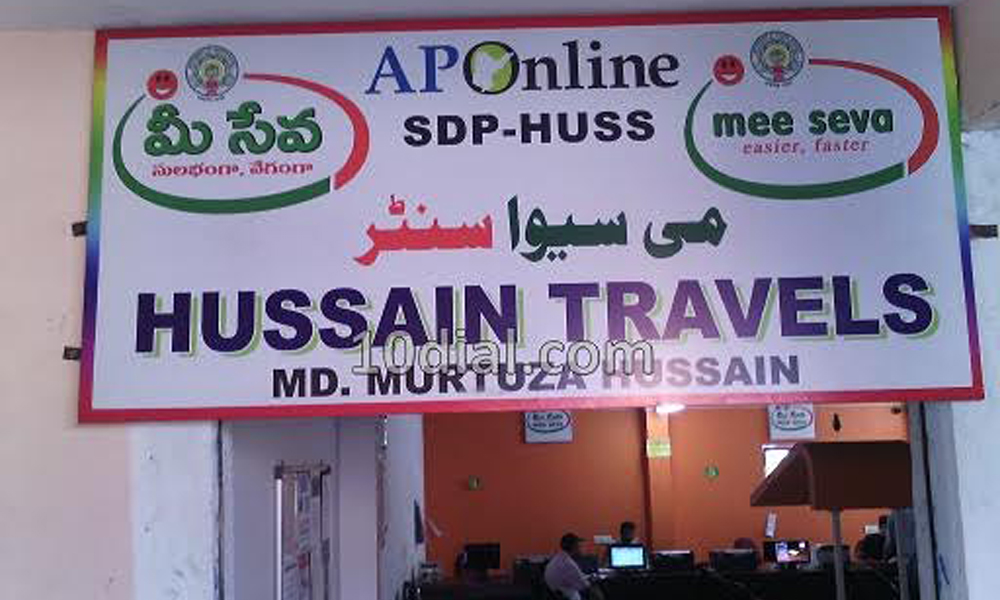 APOnline
SDP-HUSS
మీ సేవ
సులభంగా, వేగంగా
mee seva
easier, faster
می سیوا سنٹر
HUSSAIN TRAVELS
10dial.com
MD. MURTUZA HUSSAIN